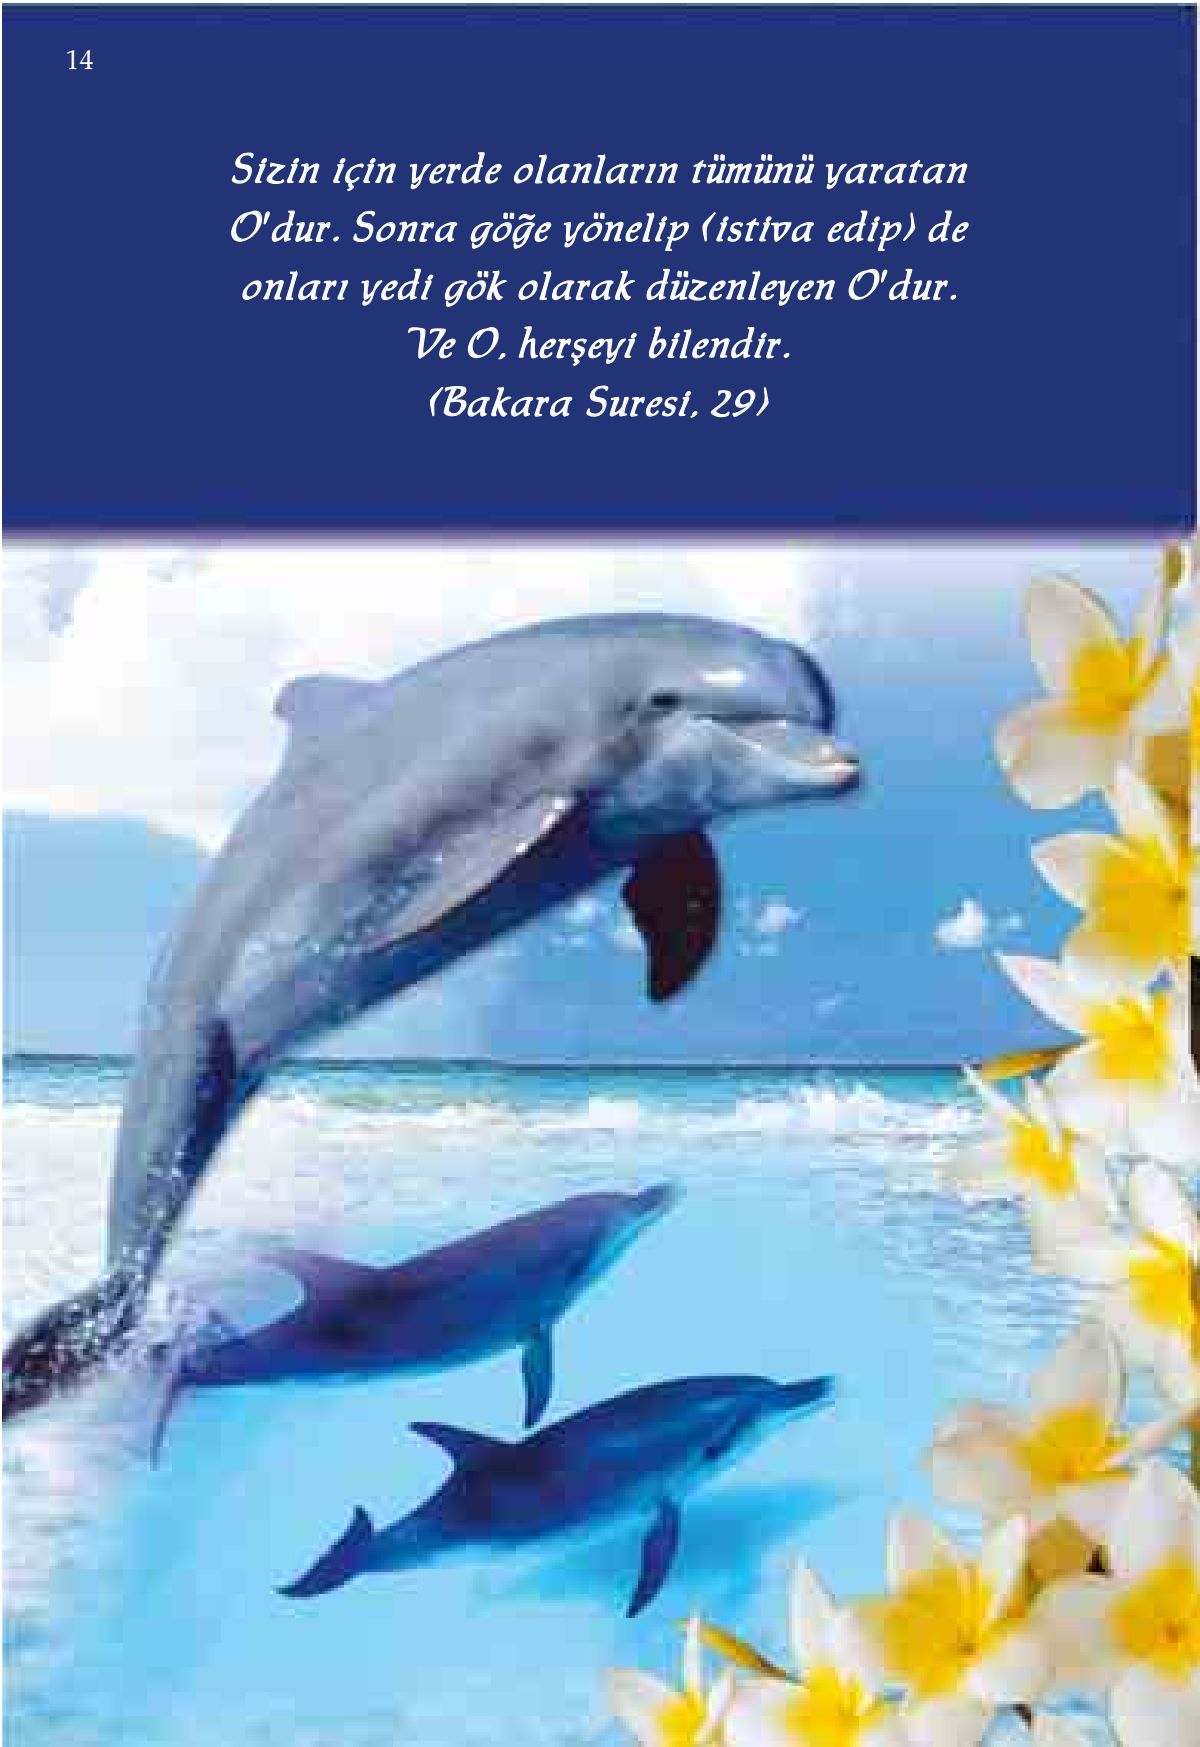 14
Sizin için yerde olanların tümünü yaratan
O'dur. Sonra göğe yönelip (istiva edip) de
onları yedi gök olarak düzenleyen O'dur.
Ve O, herşeyi bilendir.
(Bakara Suresi, 29)